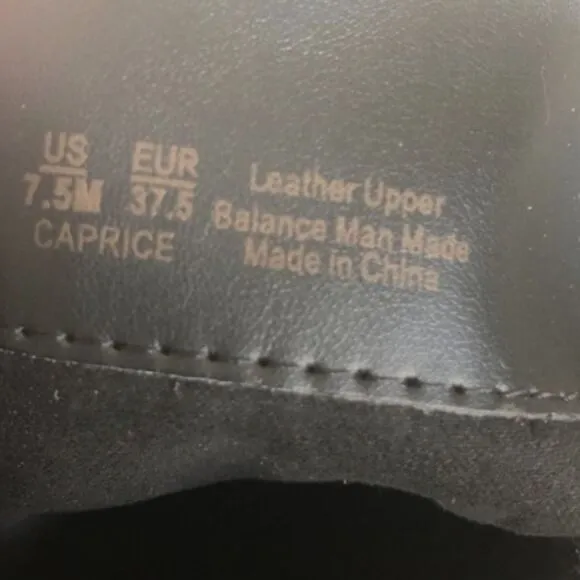 US EUR
7.5M 37.5
CAPRICE
Leather Upper
Balance Man Made
Made in China